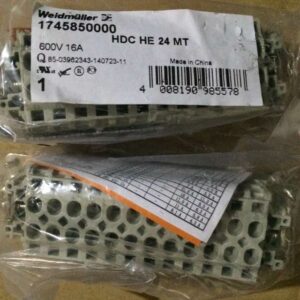 Weidmüller
1745850000
HDC HE 24 MT
600V 16A
Q 85-03962343-140723-11
Made in China
1
4 008190 985578